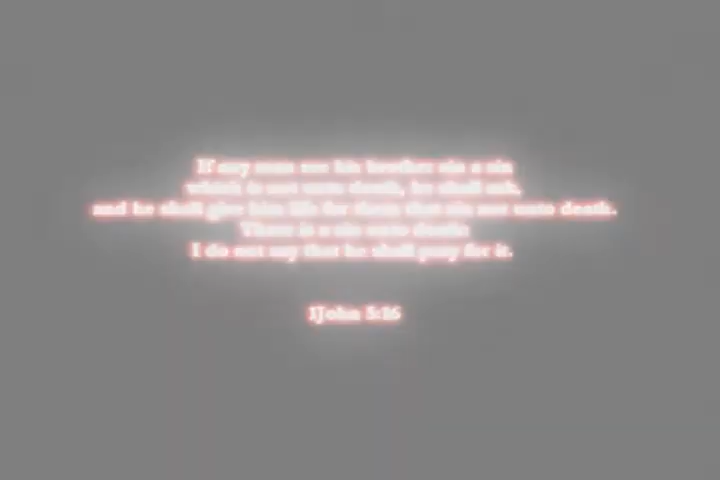 If any man see his brother sin a sin
which is not unto death, he shall ask,
and he shall give him life for them that sin not unto death.
There is a sin unto death:
I do not say that he shall pray for it.
1John 5:16